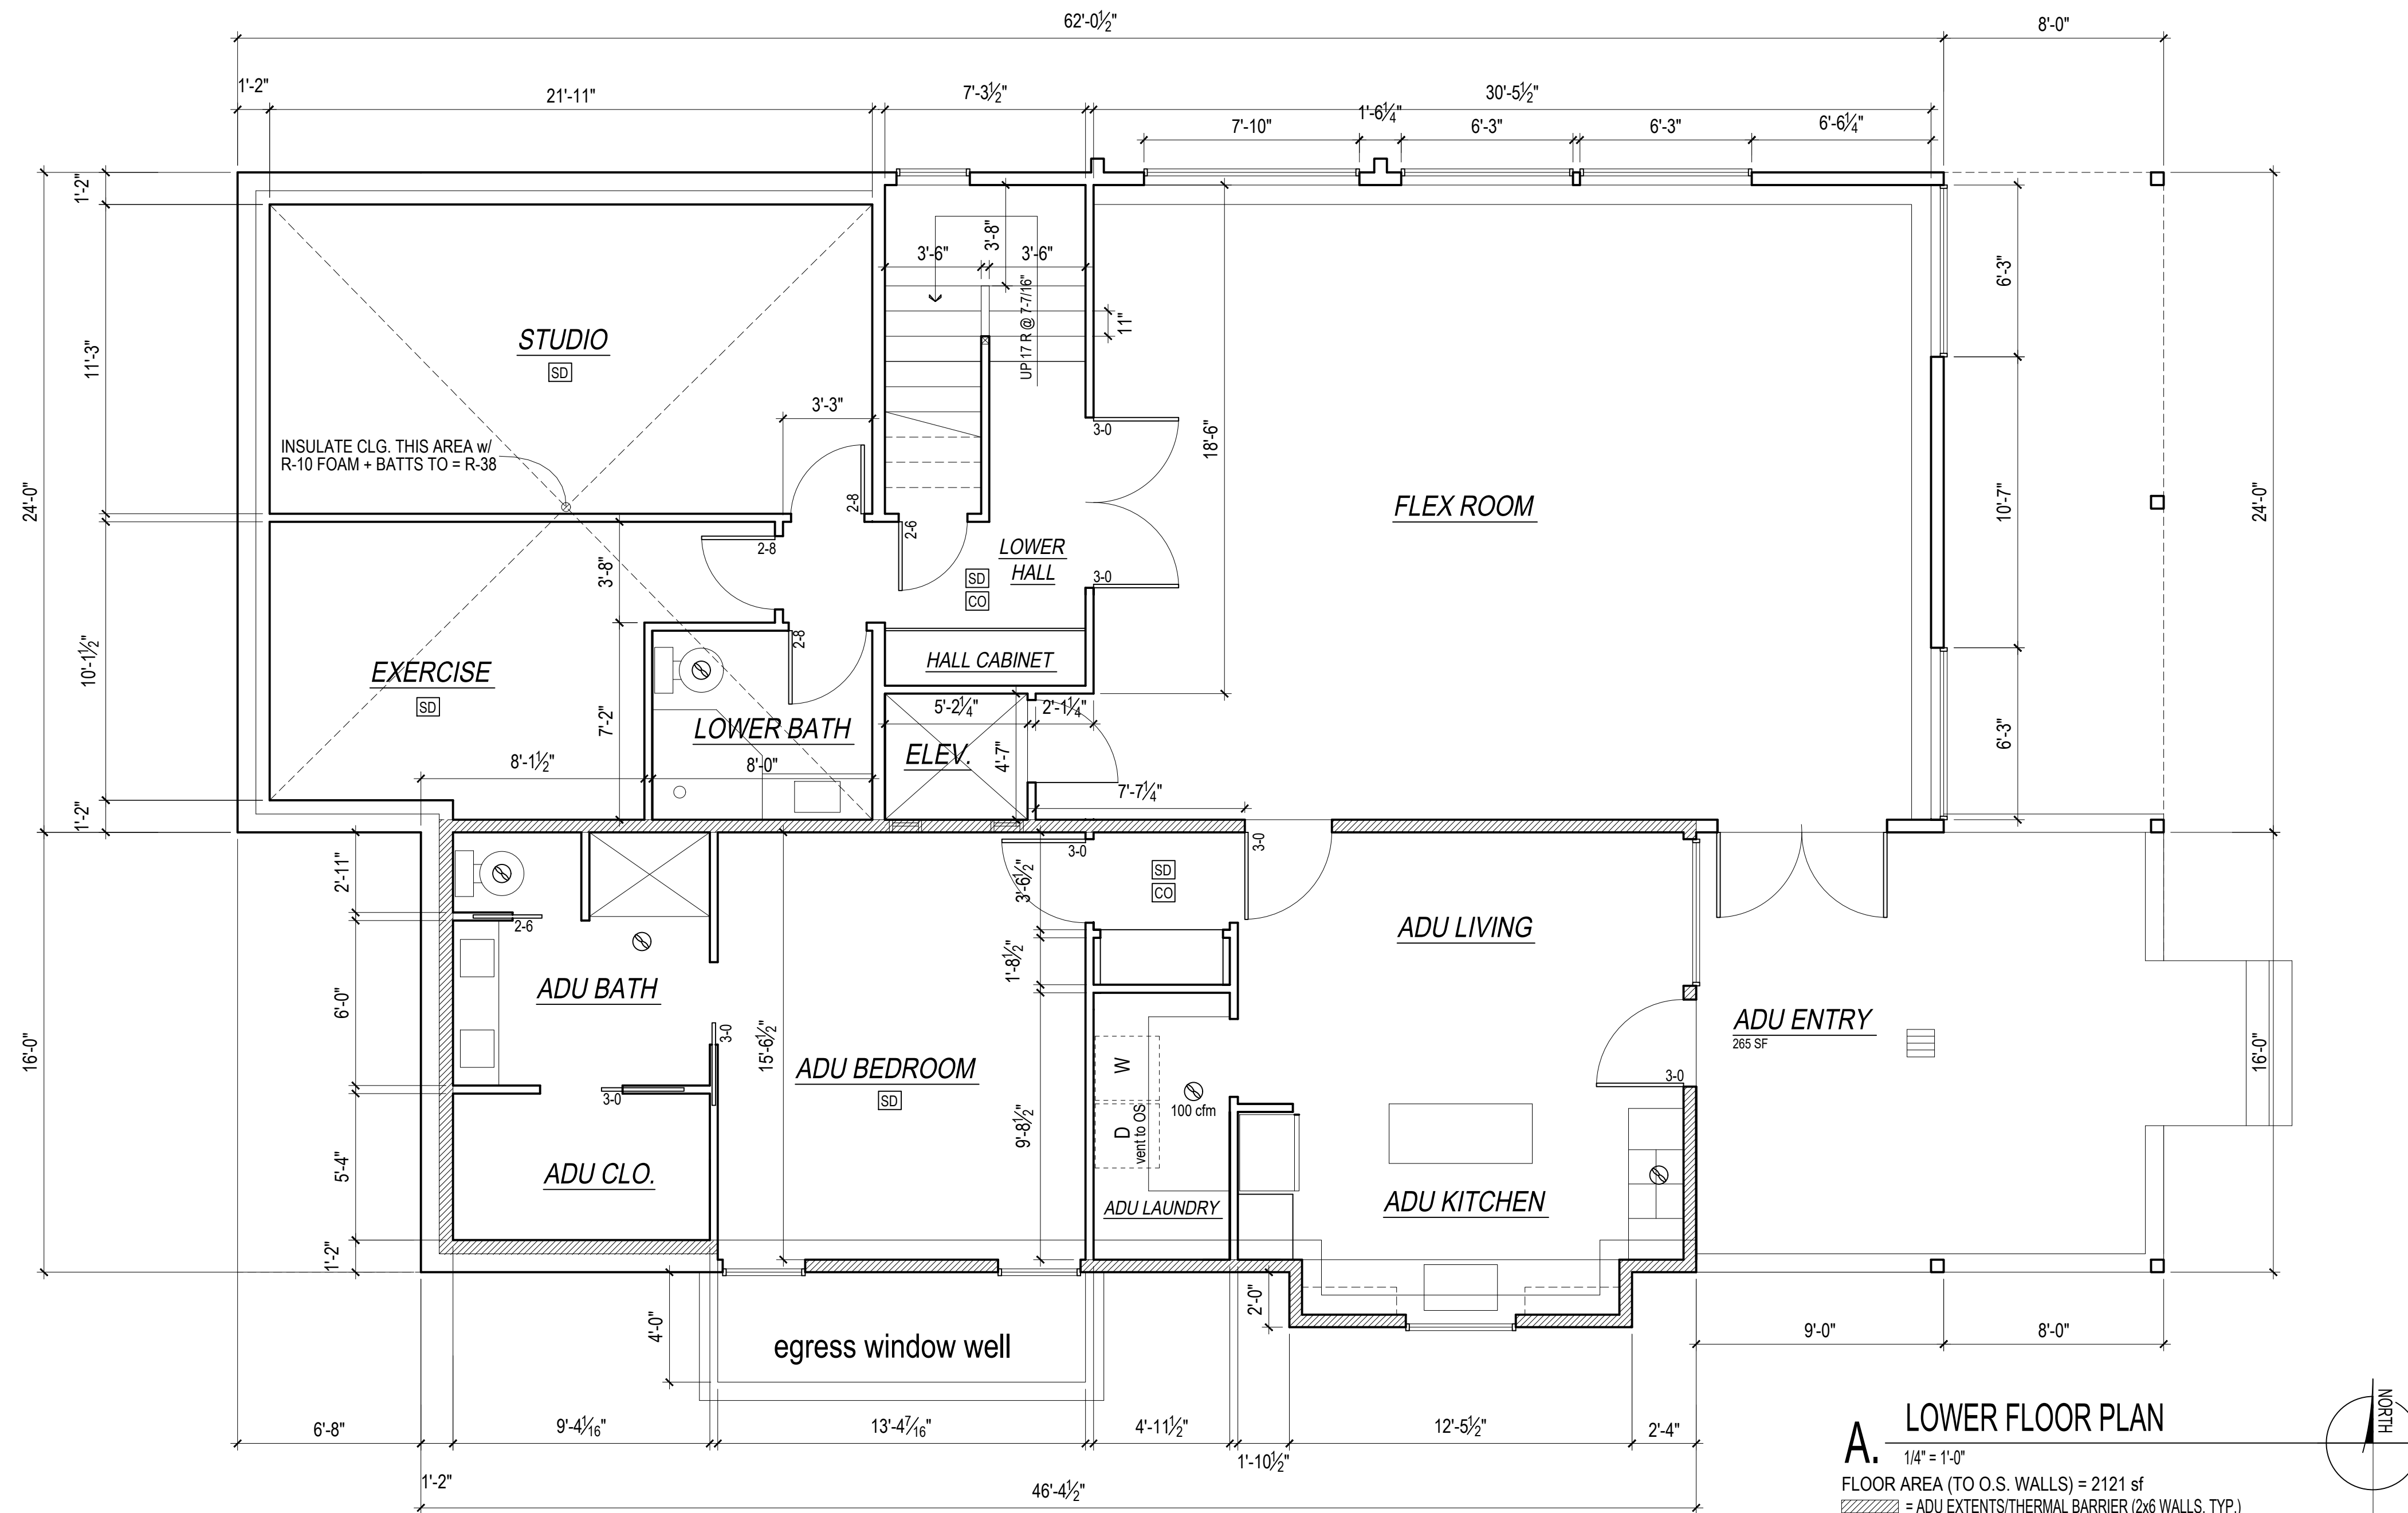 62'-0½"
8'-0"
1'-2"
21'-11"
7'-3½"
30'-5½"
1'-6¼"
7'-10"
6'-3"
6'-3"
6'-6¼"
1'-2"
3'-8"
3'-6"
3'-6"
6'-3"
UP 17 R @ 7-7/16"
11"
STUDIO
SD
11'-3"
3'-3"
3-0
18'-6"
INSULATE CLG. THIS AREA w/
R-10 FOAM + BATTS TO = R-38
24'-0"
2-8
FLEX ROOM
10'-7"
24'-0"
2-6
2-8
LOWER
HALL
SD
CO
3-0
3'-8"
2-8
10'-1½"
EXERCISE
SD
HALL CABINET
7'-2"
LOWER BATH
5'-2¼"
2'-1¼"
ELEV.
4'-7"
6'-3"
8'-1½"
8'-0"
7'-7¼"
1'-2"
3-0
3-0
2'-11"
3'-6½"
SD
CO
2-6
ADU LIVING
1'-8½"
ADU BATH
6'-0"
3-0
ADU ENTRY
265 SF
16'-0"
15'-6½"
16'-0"
ADU BEDROOM
SD
W
3-0
3-0
100 cfm
D
vent to OS
9'-8½"
5'-4"
ADU CLO.
ADU LAUNDRY
ADU KITCHEN
1'-2"
2'-0"
4'-0"
egress window well
9'-0"
8'-0"
6'-8"
9'-4 1/16"
13'-4 7/16"
4'-11½"
12'-5½"
2'-4"
1'-10½"
1'-2"
46'-4½"
A.
LOWER FLOOR PLAN
NORTH
1/4" = 1'-0"
FLOOR AREA (TO O.S. WALLS) = 2121 sf
= ADU EXTENTS/THERMAL BARRIER (2x6 WALLS, TYP.)